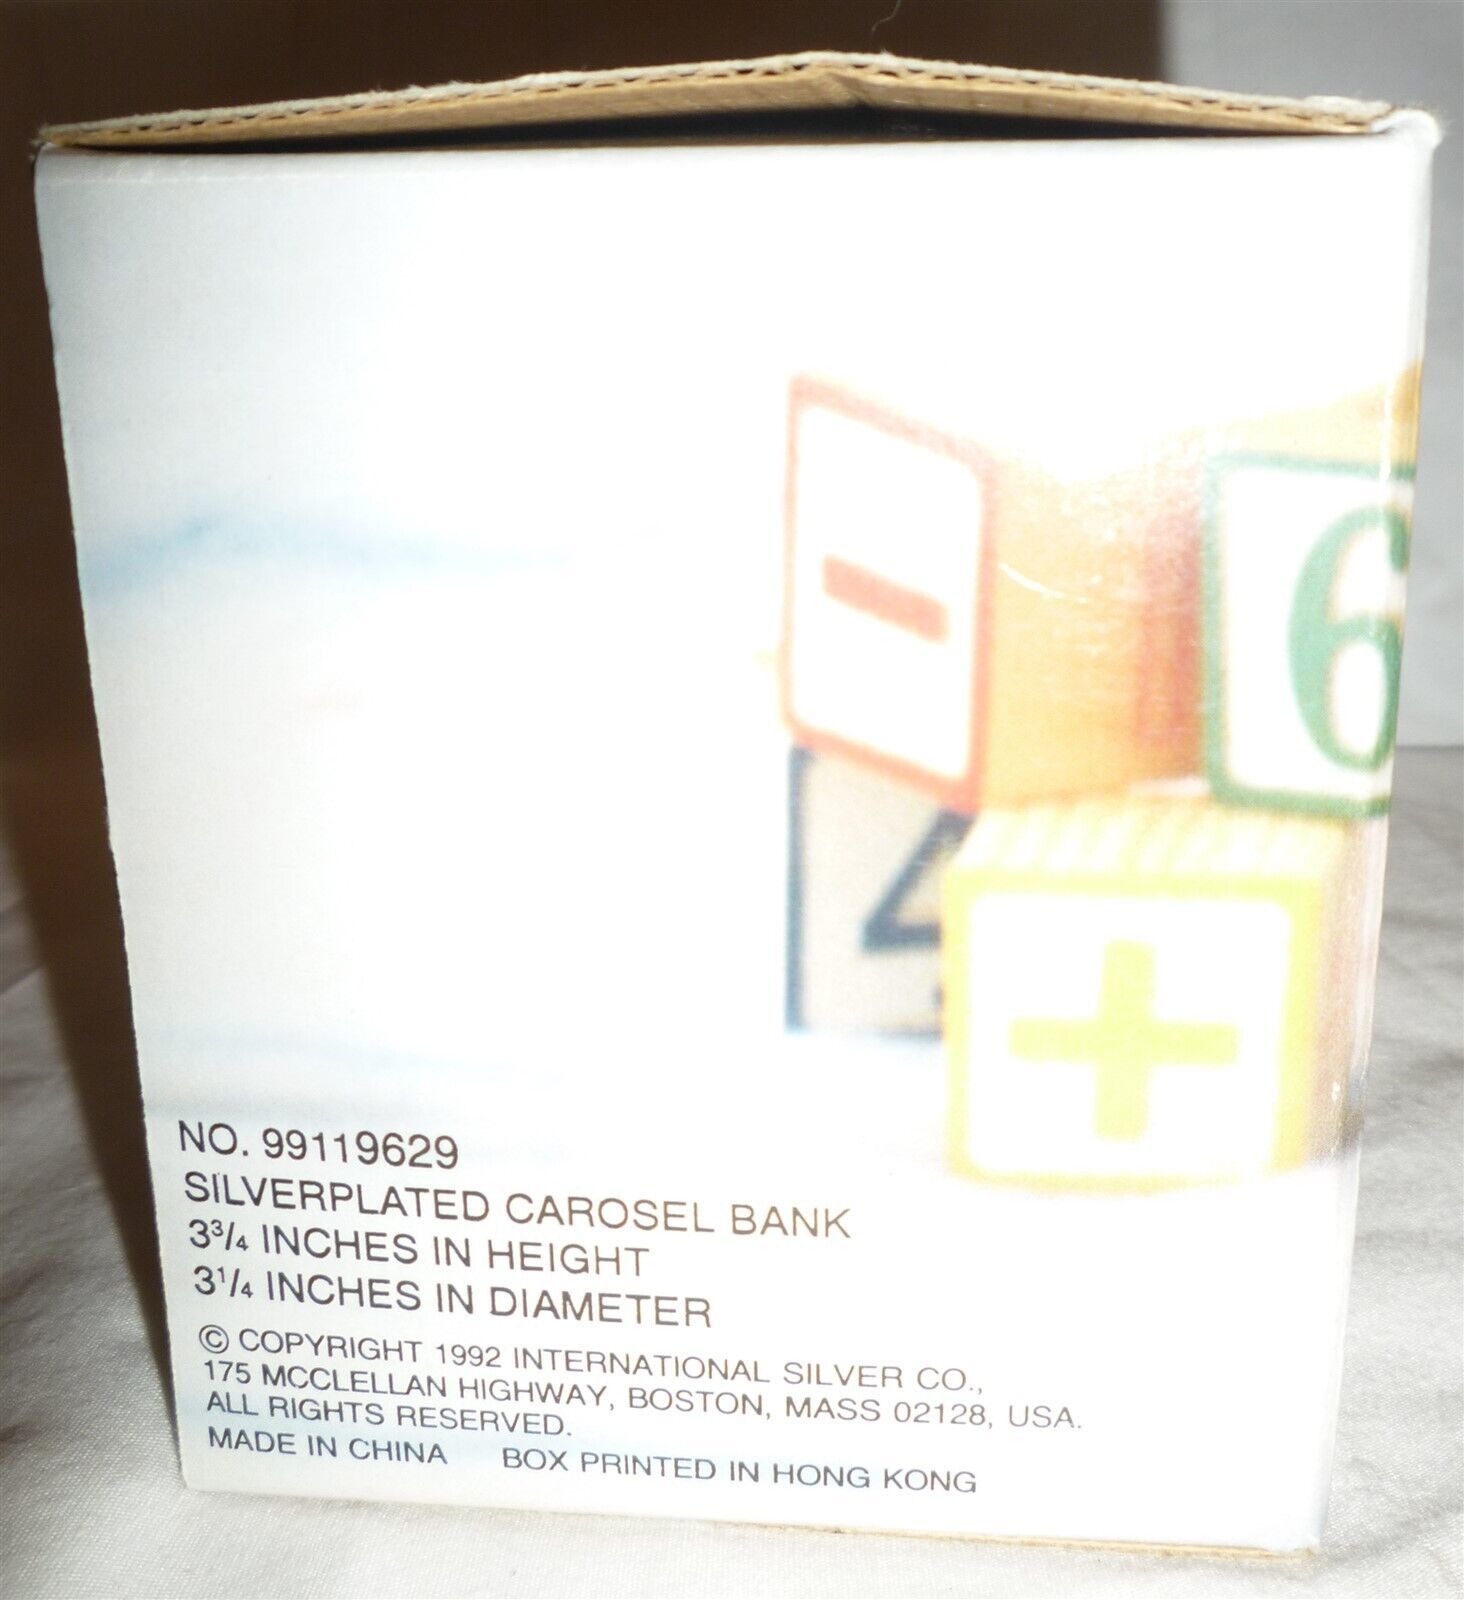 6
4
NO. 99119629
SILVERPLATED CAROSEL BANK
3³/₄ INCHES IN HEIGHT
3¹/₄ INCHES IN DIAMETER
© COPYRIGHT 1992 INTERNATIONAL SILVER CO.,
175 MCCLELLAN HIGHWAY, BOSTON, MASS 02128, USA.
ALL RIGHTS RESERVED.
MADE IN CHINA BOX PRINTED IN HONG KONG